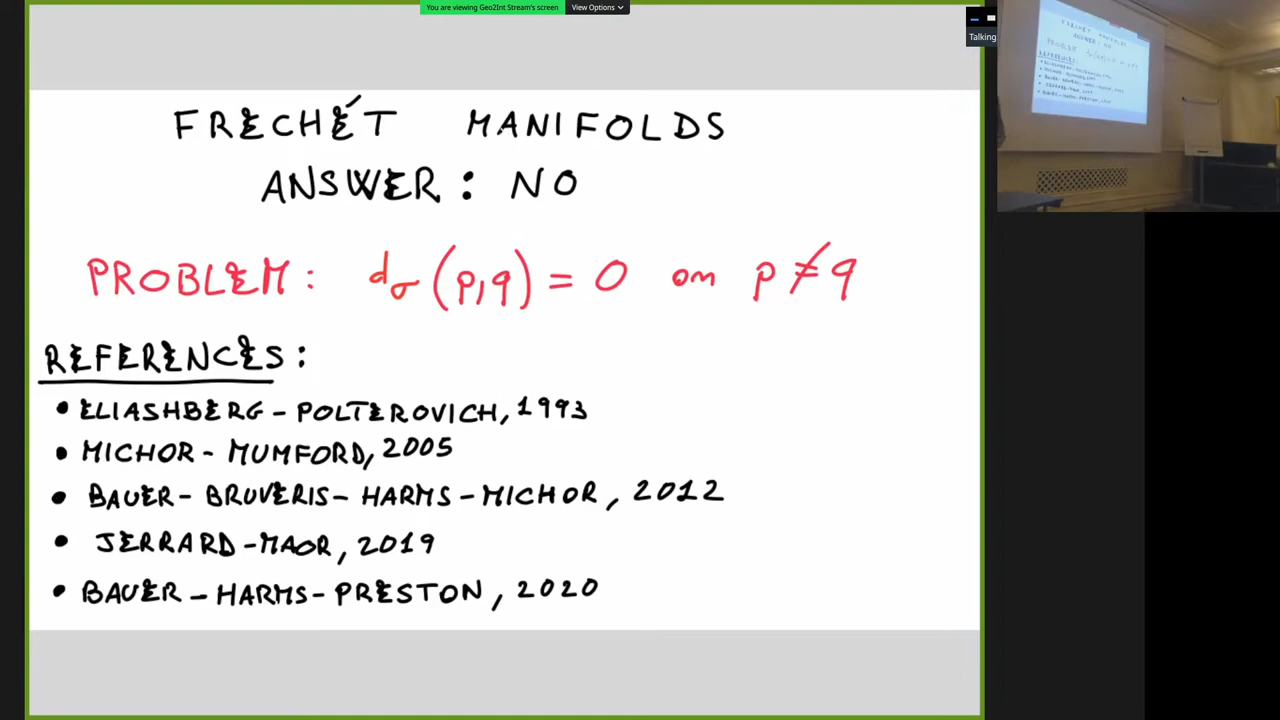 You are viewing Geo2Int Stream's screen
View Options
Talking:
FRECHÉT MANIFOLDS
ANSWER: NO
PROBLEM: dσ(p,q) = 0 on p ≠ q
REFERENCES:
• ELIASHBERG - POLTEROVICH, 1993
• MICHOR - MUMFORD, 2005
• BAUER - BRUVERIS - HARMS - MICHOR, 2012
• JERRARD - MAOR, 2019
• BAUER - HARMS - PRESTON, 2020